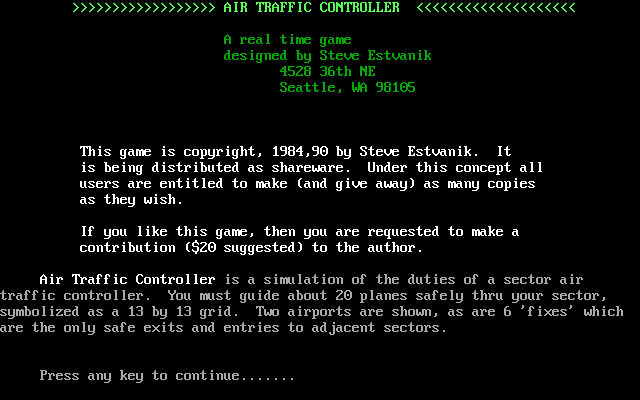 >>>>>>>>>>>>>>>>>> AIR TRAFFIC CONTROLLER <<<<<<<<<<<<<<<<<<<<
A real time game
designed by Steve Estvanik
4528 36th NE
Seattle, WA 98105
This game is copyright, 1984,90 by Steve Estvanik. It
is being distributed as shareware. Under this concept all
users are entitled to make (and give away) as many copies
as they wish.
If you like this game, then you are requested to make a
contribution ($20 suggested) to the author.
Air Traffic Controller is a simulation of the duties of a sector air
traffic controller. You must guide about 20 planes safely thru your sector,
symbolized as a 13 by 13 grid. Two airports are shown, as are 6 'fixes' which
are the only safe exits and entries to adjacent sectors.
Press any key to continue.......